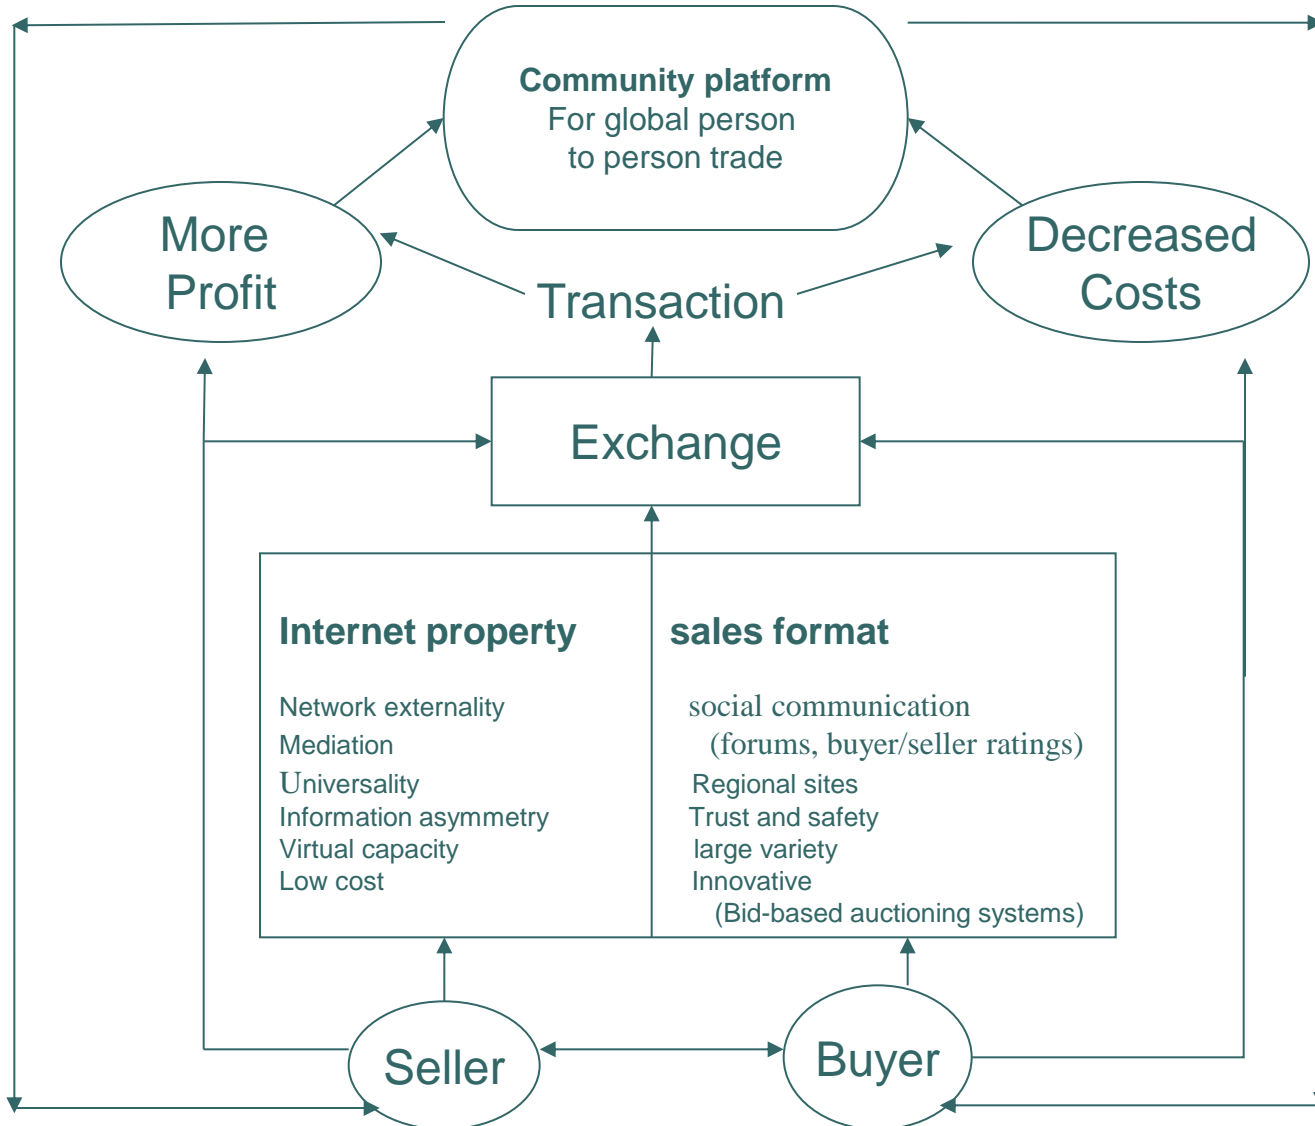 Community platform
For global person
to person trade
More
Profit
Decreased
Costs
Transaction
Exchange
Internet property
Network externality
Mediation
Universality
Information asymmetry
Virtual capacity
Low cost
sales format
social communication
(forums, buyer/seller ratings)
Regional sites
Trust and safety
large variety
Innovative
(Bid-based auctioning systems)
Seller
Buyer